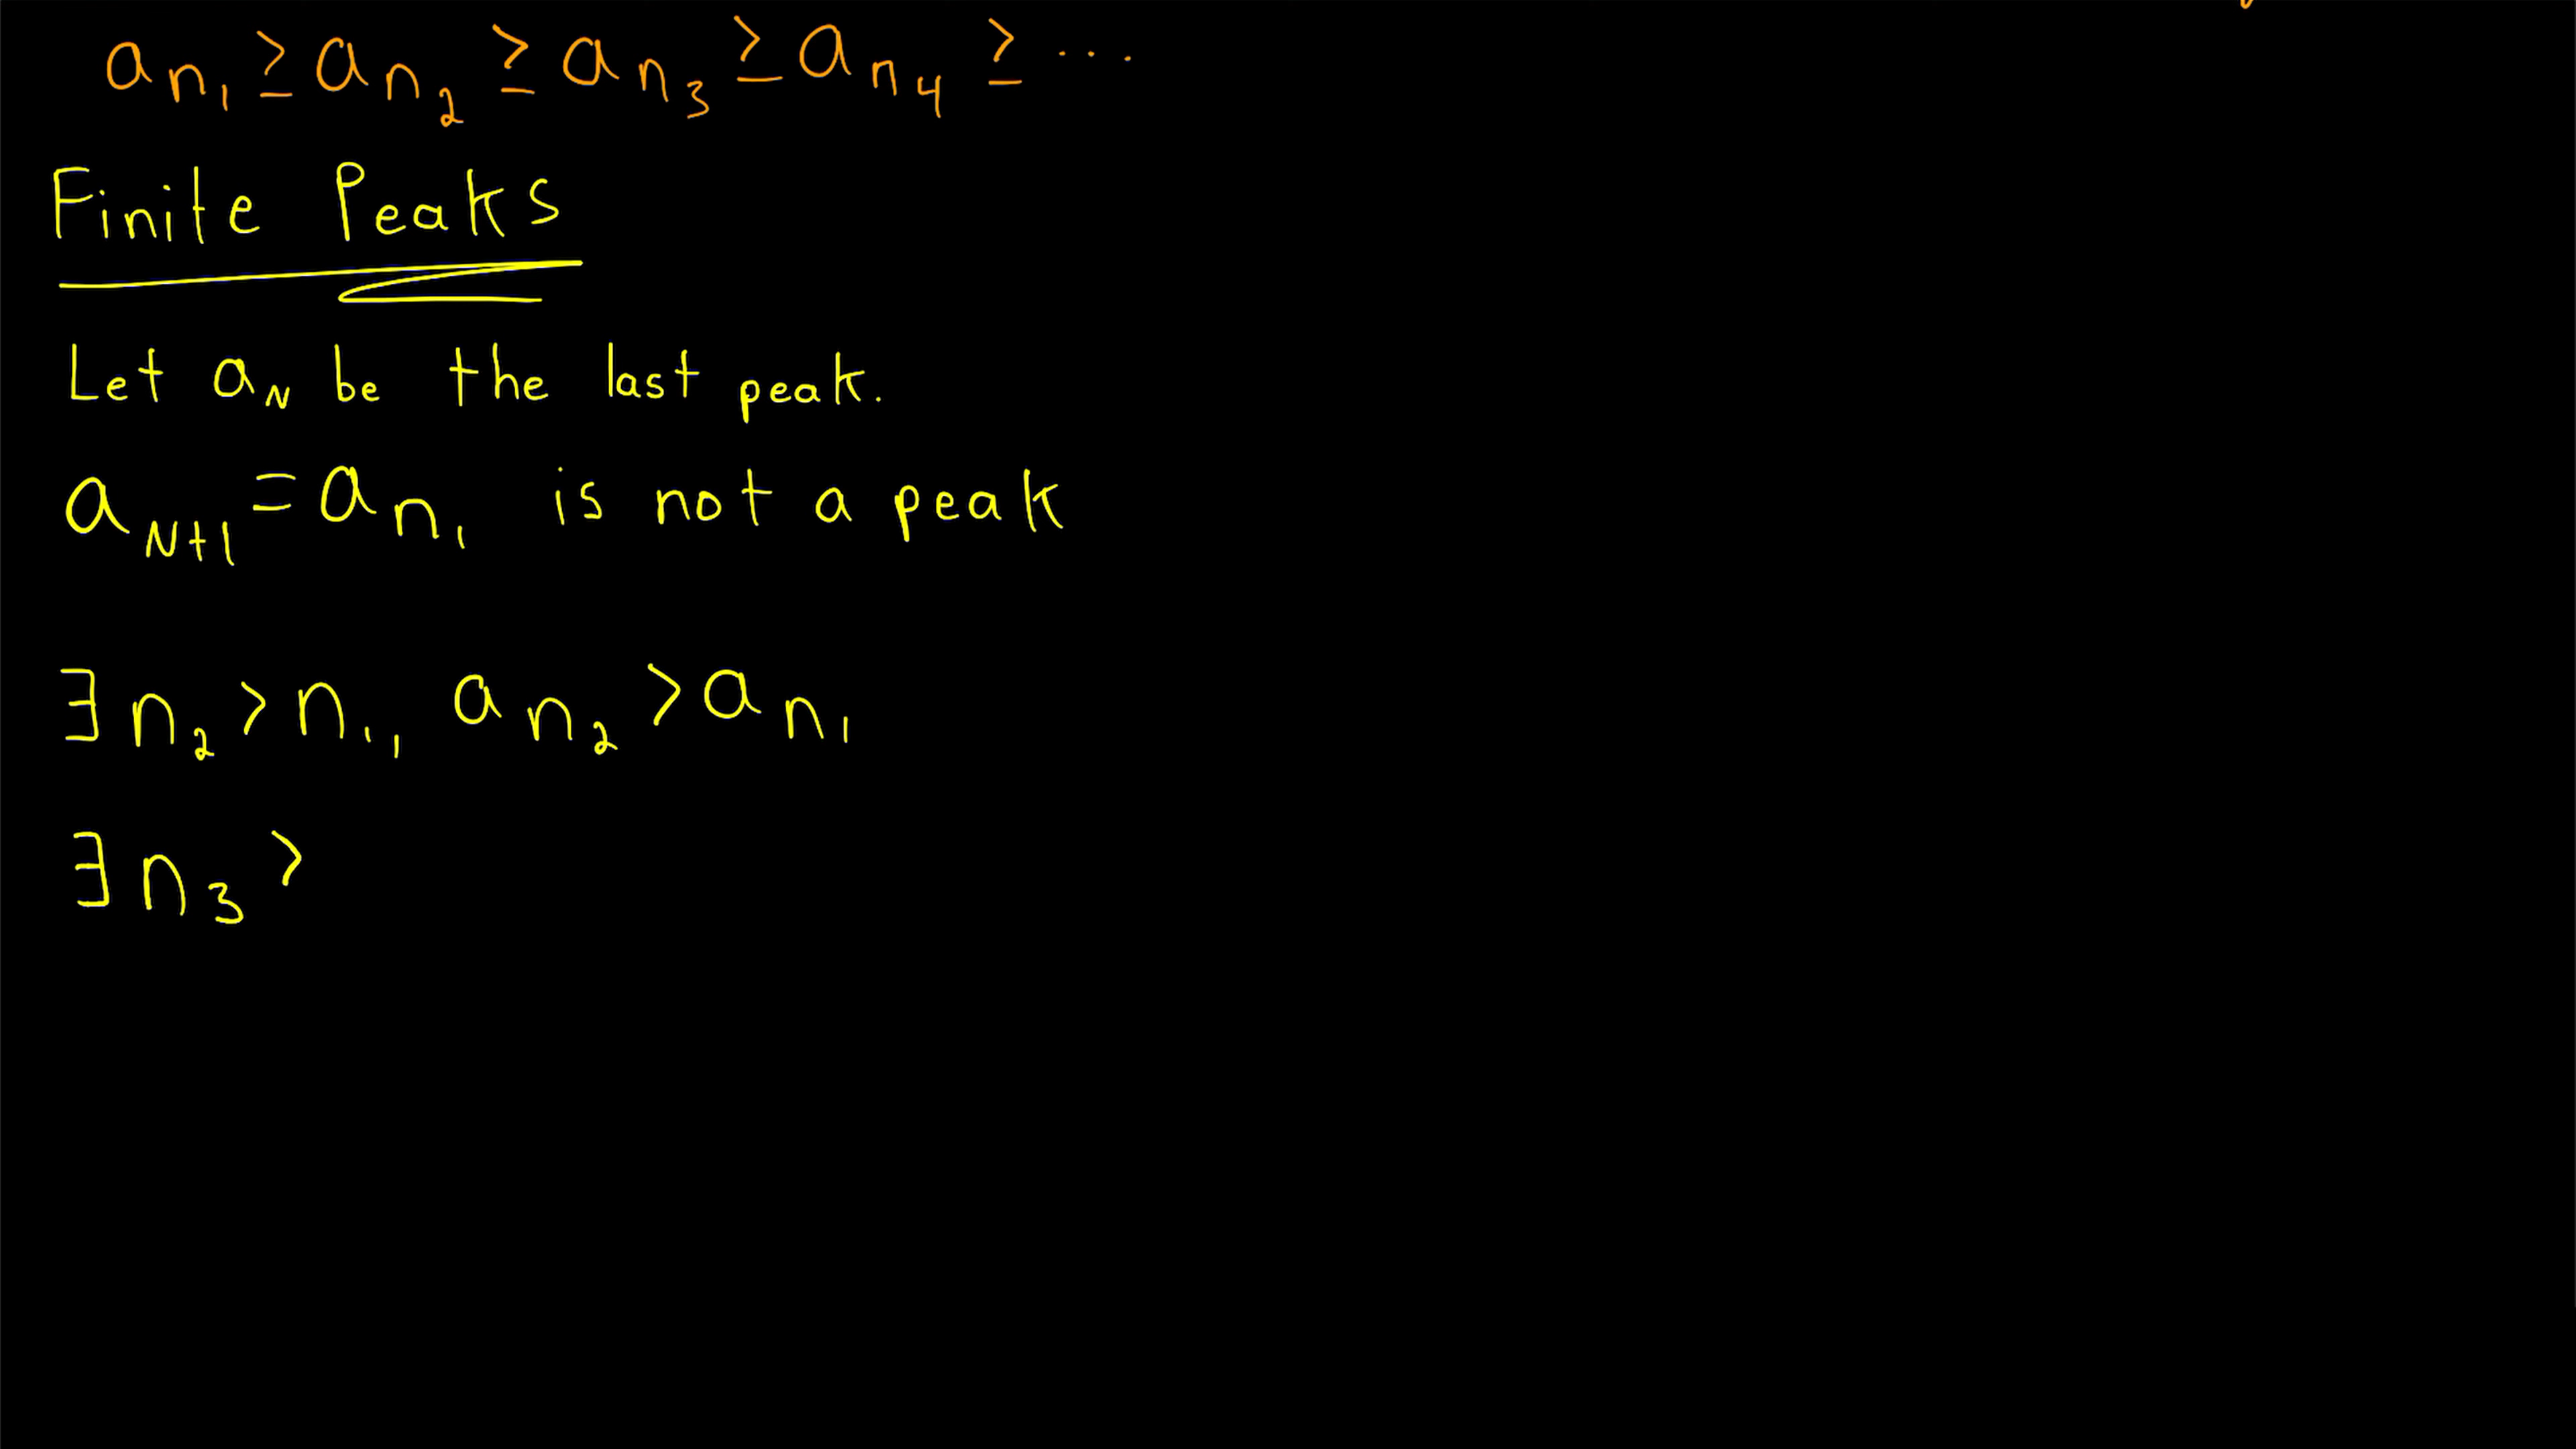 a_{n_1} ≥ a_{n_2} ≥ a_{n_3} ≥ a_{n_4} ≥ ...
Finite Peaks
Let a_N be the last peak.
a_{N+1} = a_{n_1} is not a peak
∃ n_2 > n_1, a_{n_2} > a_{n_1}
∃ n_3 >